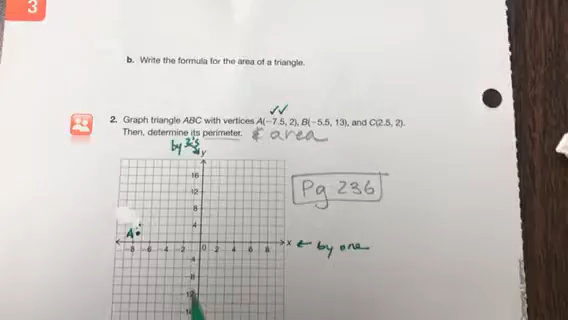 3
b. Write the formula for the area of a triangle.
2. Graph triangle ABC with vertices A(−7.5, 2), B(−5.5, 13), and C(2.5, 2).
Then, determine its perimeter. & area
by 2's
y
16
12
8
4
Pg 236
A
-8 -6 -4 -2 0 2 4 6 8 x ← by one
-4
-8
-12